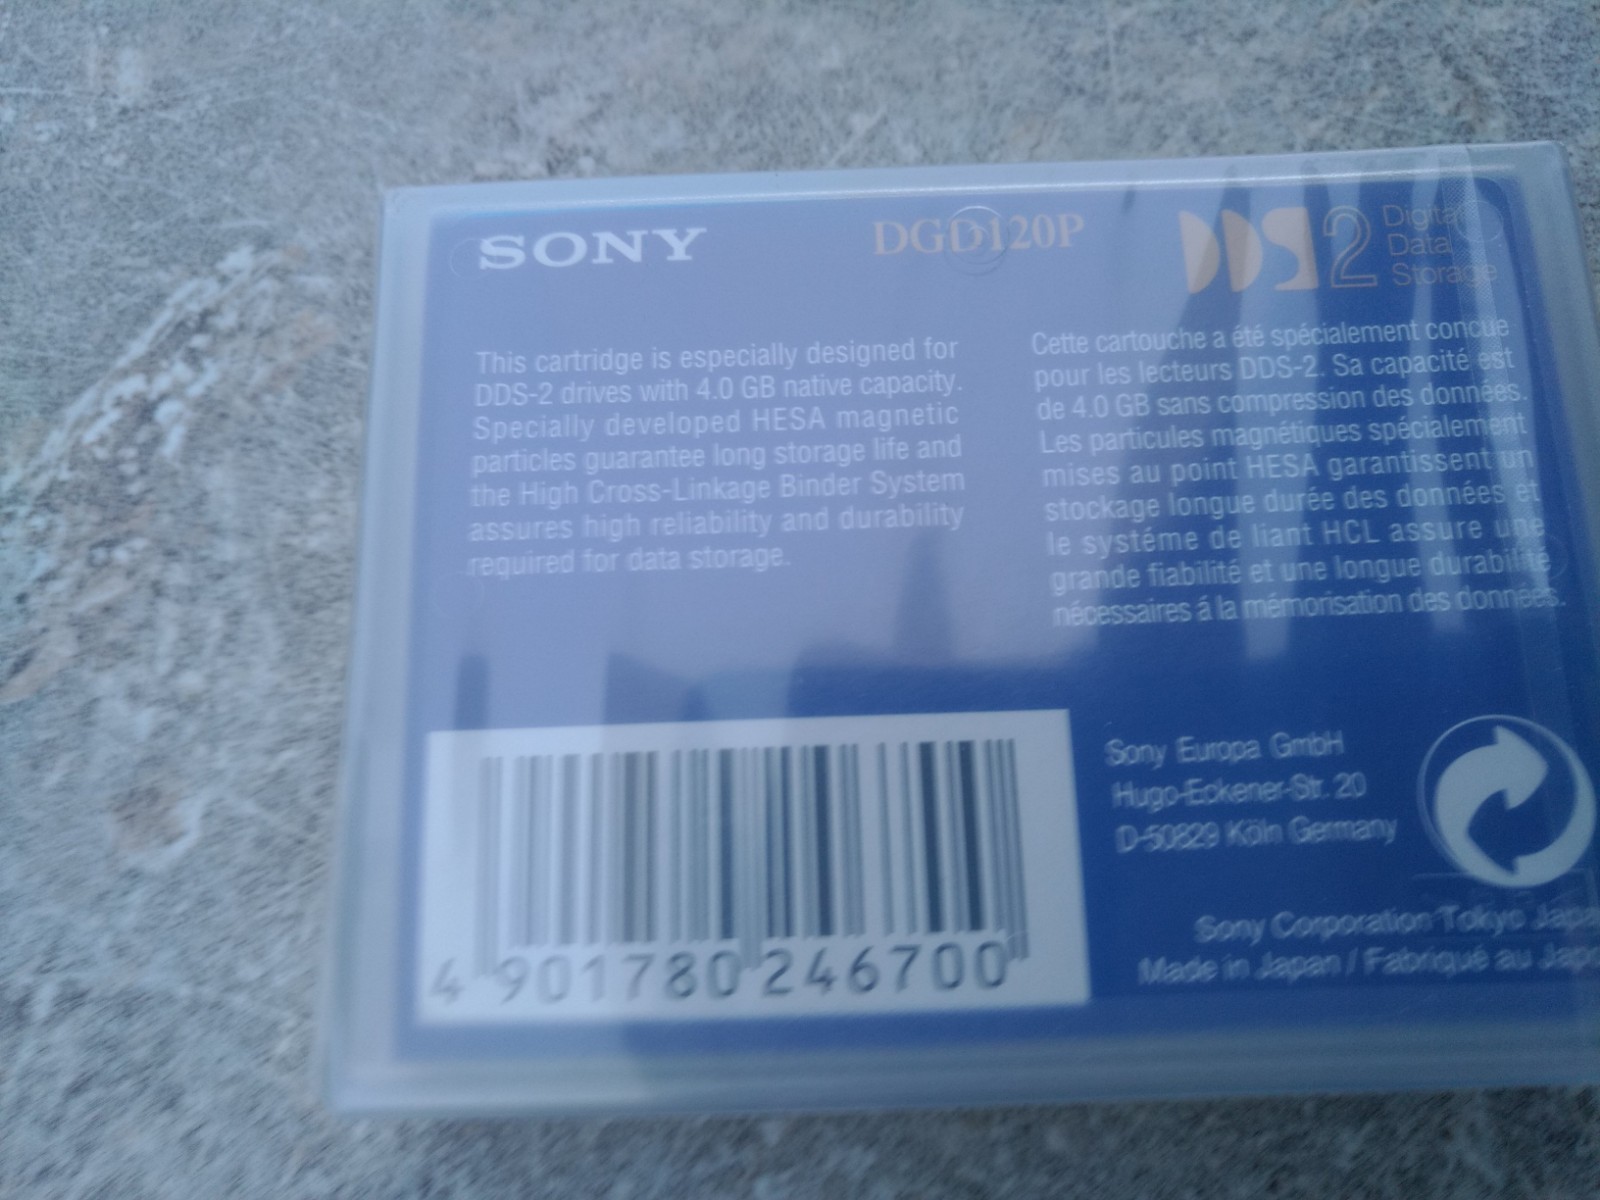 SONY
DGD120P
DDS2
Digital
Data
Storage
This cartridge is especially designed for
DDS-2 drives with 4.0 GB native capacity.
Specially developed HESA magnetic
particles guarantee long storage life and
the High Cross-Linkage Binder System
assures high reliability and durability
required for data storage.
Cette cartouche a été spécialement concue
pour les lecteurs DDS-2. Sa capacité est
de 4.0 GB sans compression des données.
Les particules magnétiques spécialement
mises au point HESA garantissent un
stockage longue durée des données et
le systéme de liant HCL assure une
grande fiabilité et une longue durabilité
nécessaires á la mémorisation des données.
4 901780 246700
Sony Europa GmbH
Hugo-Eckener-Str. 20
D-50829 Köln Germany
Sony Corporation Tokyo Japa
Made in Japan / Fabriqué au Japo